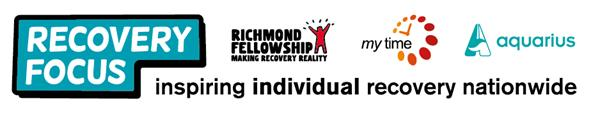 RECOVERY
FOCUS
RICHMOND
FELLOWSHIP
MAKING RECOVERY REALITY
my time
aquarius
inspiring individual recovery nationwide